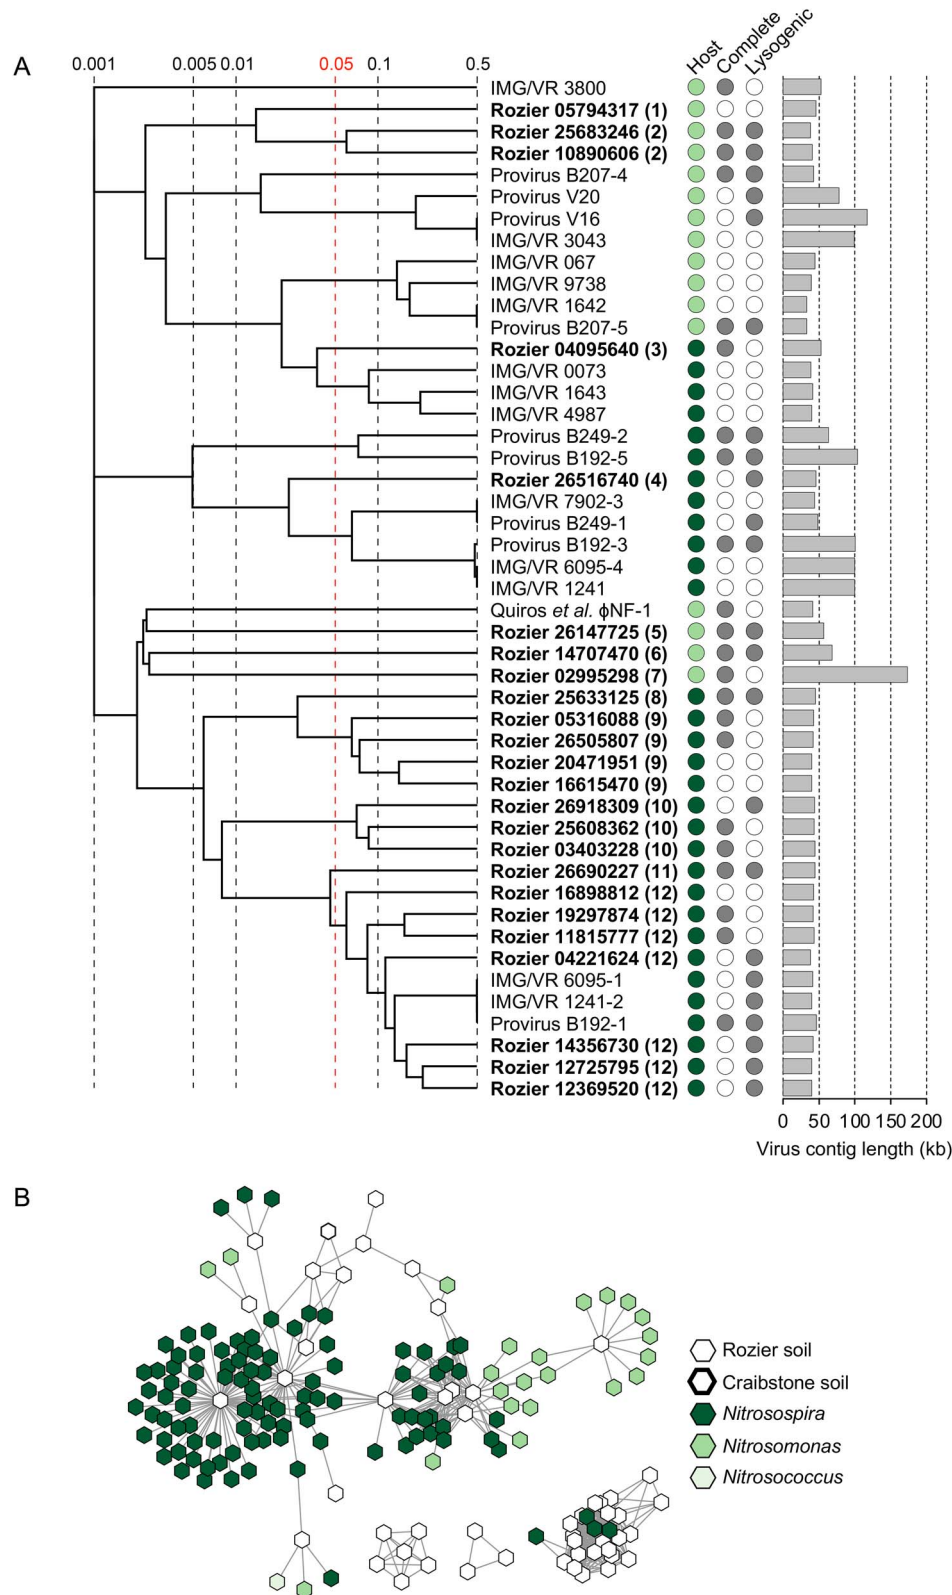 A
0.001 0.005 0.01 0.05 0.1 0.5
Host Complete Lysogenic
IMG/VR 3800
Rozier 05794317 (1)
Rozier 25683246 (2)
Rozier 10890606 (2)
Provirus B207-4
Provirus V20
Provirus V16
IMG/VR 3043
IMG/VR 067
IMG/VR 9738
IMG/VR 1642
Provirus B207-5
Rozier 04095640 (3)
IMG/VR 0073
IMG/VR 1643
IMG/VR 4987
Provirus B249-2
Provirus B192-5
Rozier 26516740 (4)
IMG/VR 7902-3
Provirus B249-1
Provirus B192-3
IMG/VR 6095-4
IMG/VR 1241
Quiros et al. ϕNF-1
Rozier 26147725 (5)
Rozier 14707470 (6)
Rozier 02995298 (7)
Rozier 25633125 (8)
Rozier 05316088 (9)
Rozier 26505807 (9)
Rozier 20471951 (9)
Rozier 16615470 (9)
Rozier 26918309 (10)
Rozier 25608362 (10)
Rozier 03403228 (10)
Rozier 26690227 (11)
Rozier 16898812 (12)
Rozier 19297874 (12)
Rozier 11815777 (12)
Rozier 04221624 (12)
IMG/VR 6095-1
IMG/VR 1241-2
Provirus B192-1
Rozier 14356730 (12)
Rozier 12725795 (12)
Rozier 12369520 (12)
0 50 100 150 200
Virus contig length (kb)
B
Rozier soil
Craibstone soil
Nitrosospira
Nitrosomonas
Nitrosococcus